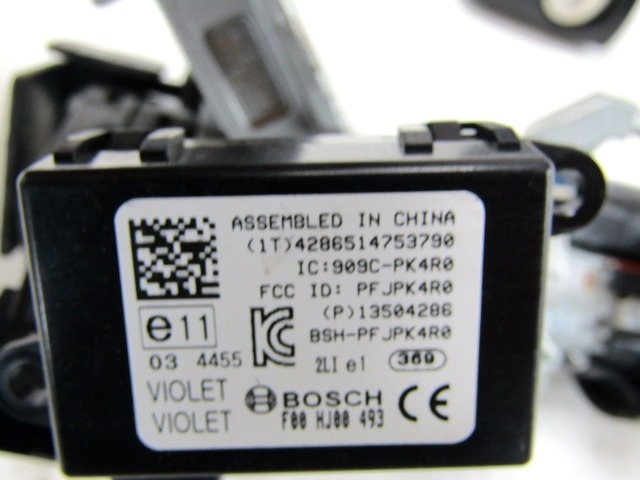 ASSEMBLED IN CHINA
(1T)4286514753790
IC:909C-PK4R0
FCC ID: PFJPK4R0
(P)13504286
BSH-PFJPK4R0
e11
03 4455
2LI e1
369
VIOLET
VIOLET
BOSCH
F00 HJ00 493
CE